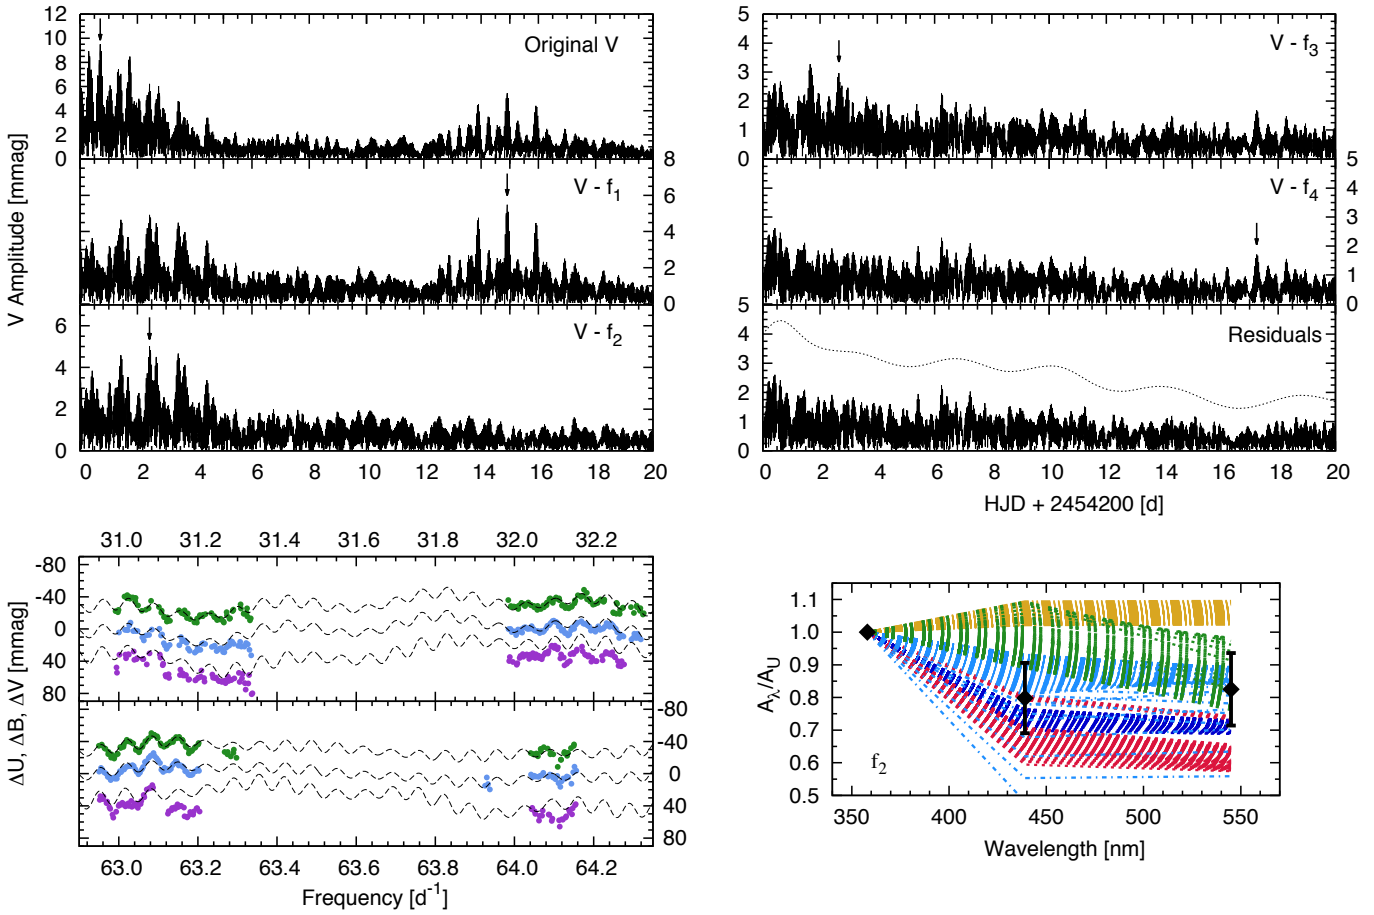 12
10
8
6
4
2
0
Original V
8
6
4
2
0
V - f1
6
4
2
0
V - f2
V Amplitude [mmag]
0 2 4 6 8 10 12 14 16 18 20
5
4
3
2
1
0
V - f3
5
4
3
2
1
0
V - f4
5
4
3
2
1
0
Residuals
0 2 4 6 8 10 12 14 16 18 20
HJD + 2454200 [d]
31.0 31.2 31.4 31.6 31.8 32.0 32.2
-80
-40
0
40
80
-80
-40
0
40
80
ΔU, ΔB, ΔV [mmag]
63.0 63.2 63.4 63.6 63.8 64.0 64.2
Frequency [d-1]
1.1
1.0
0.9
0.8
0.7
0.6
0.5
Aλ/AU
f2
350 400 450 500 550
Wavelength [nm]